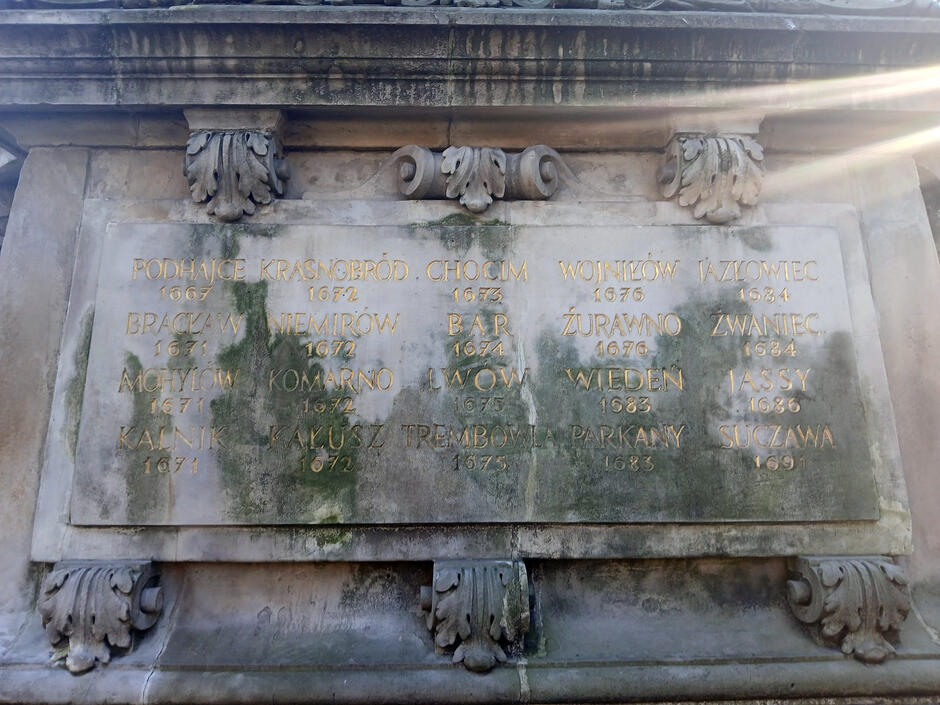 PODHAJCE KRASNOBRÓD CHOCIM WOJNIŁÓW JAZŁOWIEC
1667 1672 1673 1676 1684
BRACŁAW NIEMIRÓW BAR ŻURAWNO ŻWANIEC
1671 1672 1674 1676 1684
MOHYLÓW KOMARNO LWÓW WIEDEŃ JASSY
1671 1672 1675 1683 1686
KALNIK KAŁUSZ TREMBOWLA PARKANY SUCZAWA
1671 1672 1675 1683 1691